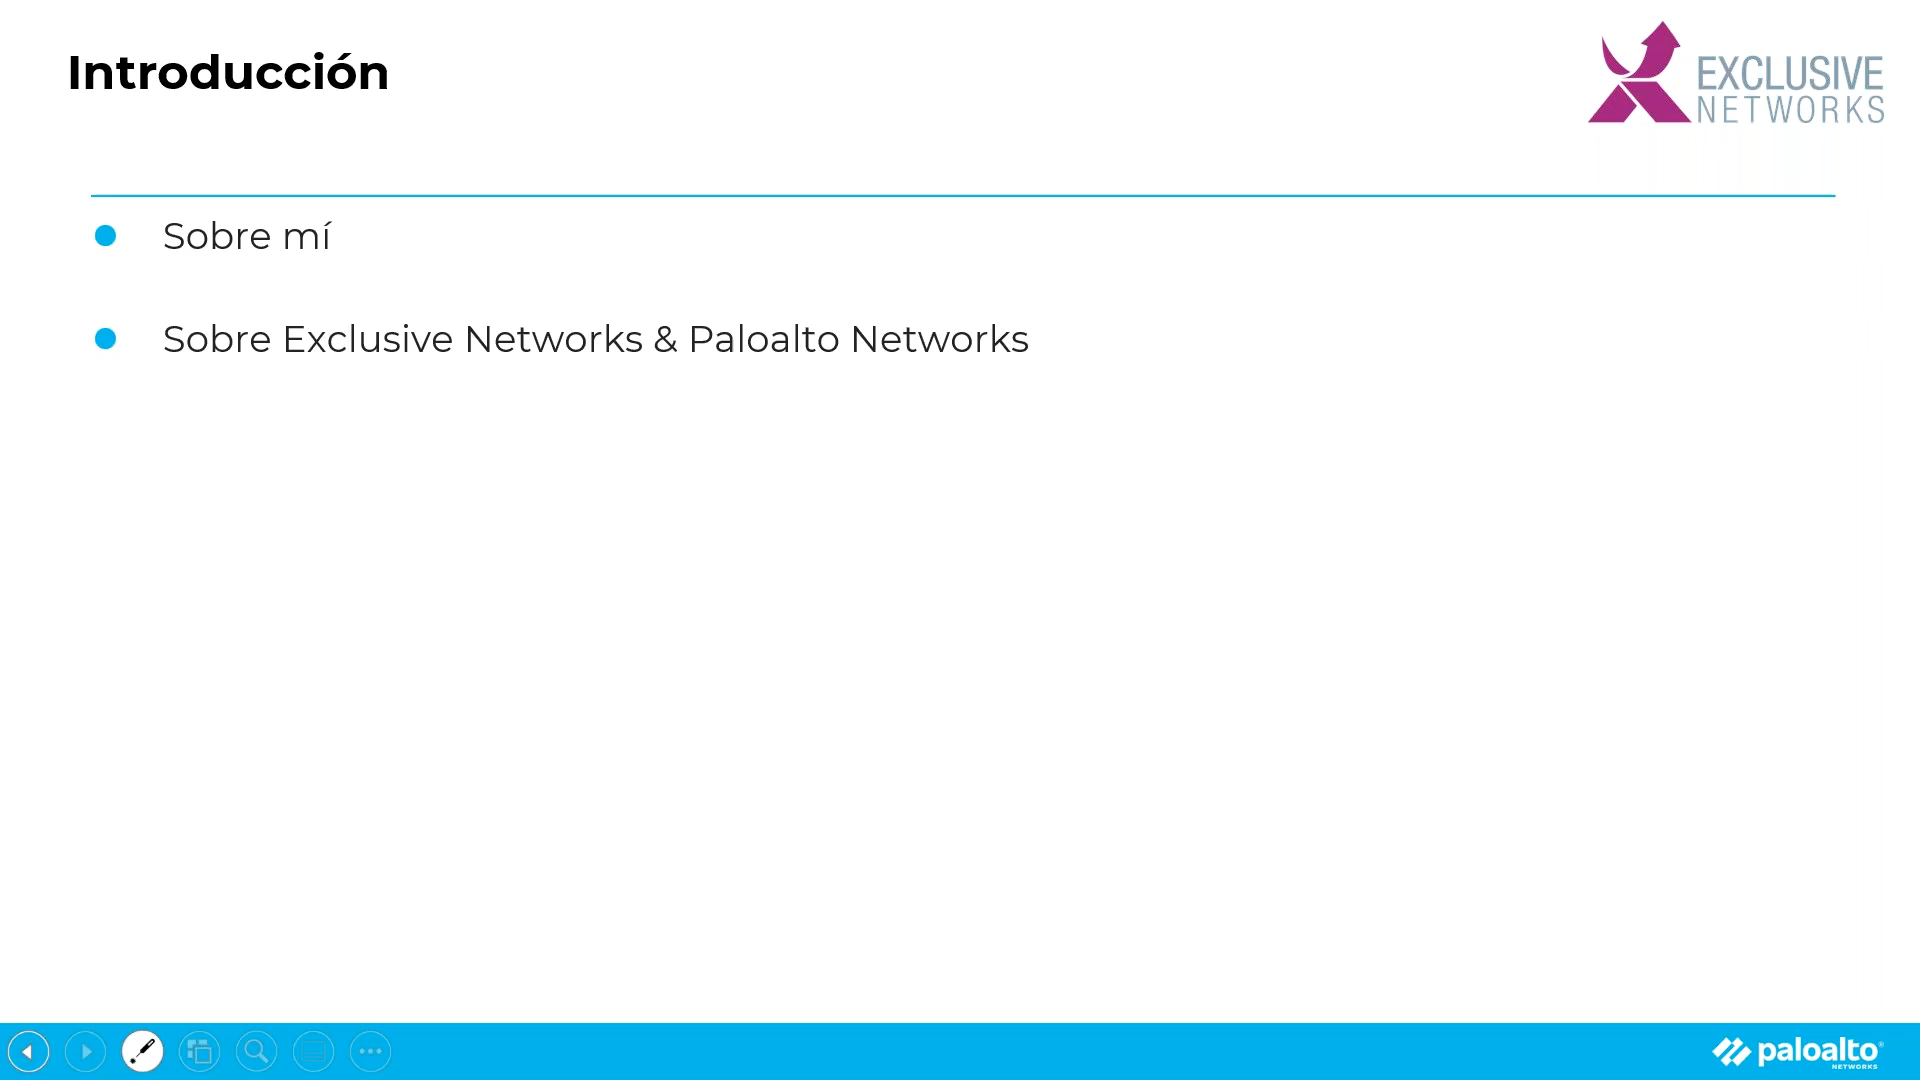 Introducción
EXCLUSIVE
NETWORKS
Sobre mí
Sobre Exclusive Networks & Paloalto Networks
paloalto®
NETWORKS